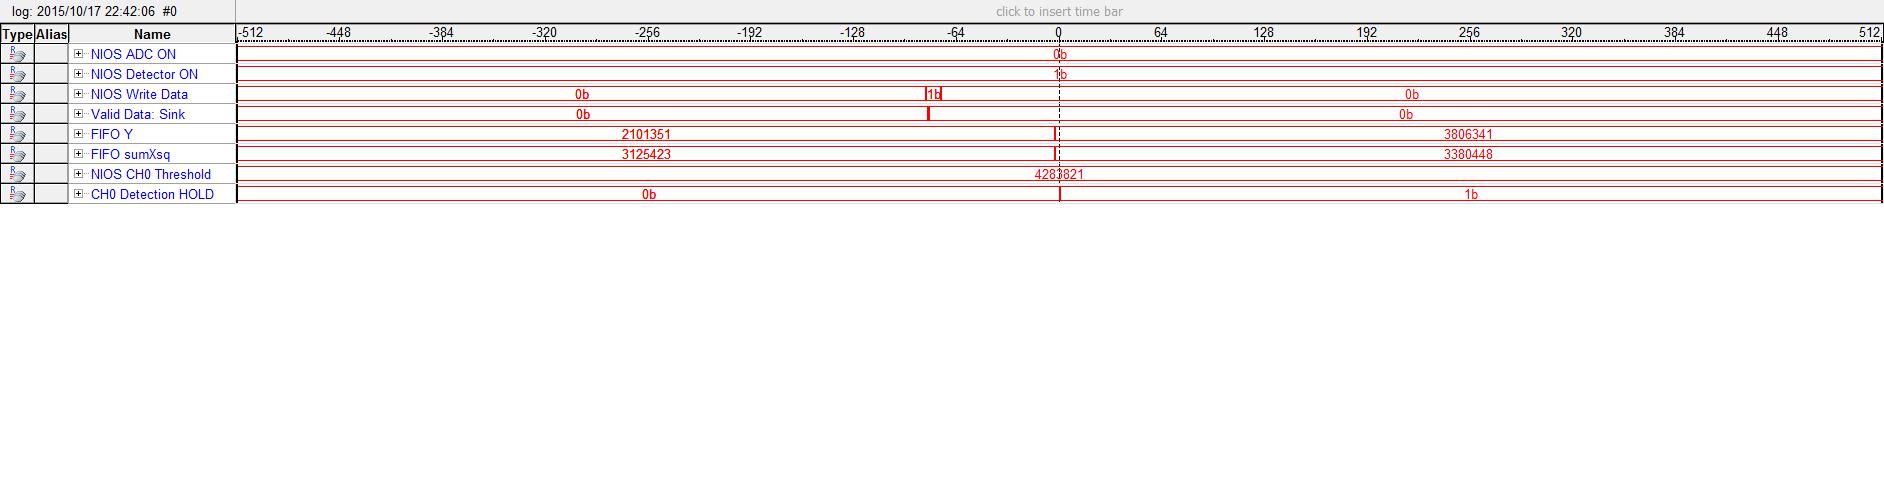 log: 2015/10/17 22:42:06 #0 click to insert time bar
Type Alias Name -512 -448 -384 -320 -256 -192 -128 -64 0 64 128 192 256 320 384 448 512
NIOS ADC ON 0b
NIOS Detector ON 1b
NIOS Write Data 0b 1b 0b
Valid Data: Sink 0b 0b
FIFO Y 2101351 3806341
FIFO sumXsq 3125423 3380448
NIOS CH0 Threshold 4283821
CH0 Detection HOLD 0b 1b